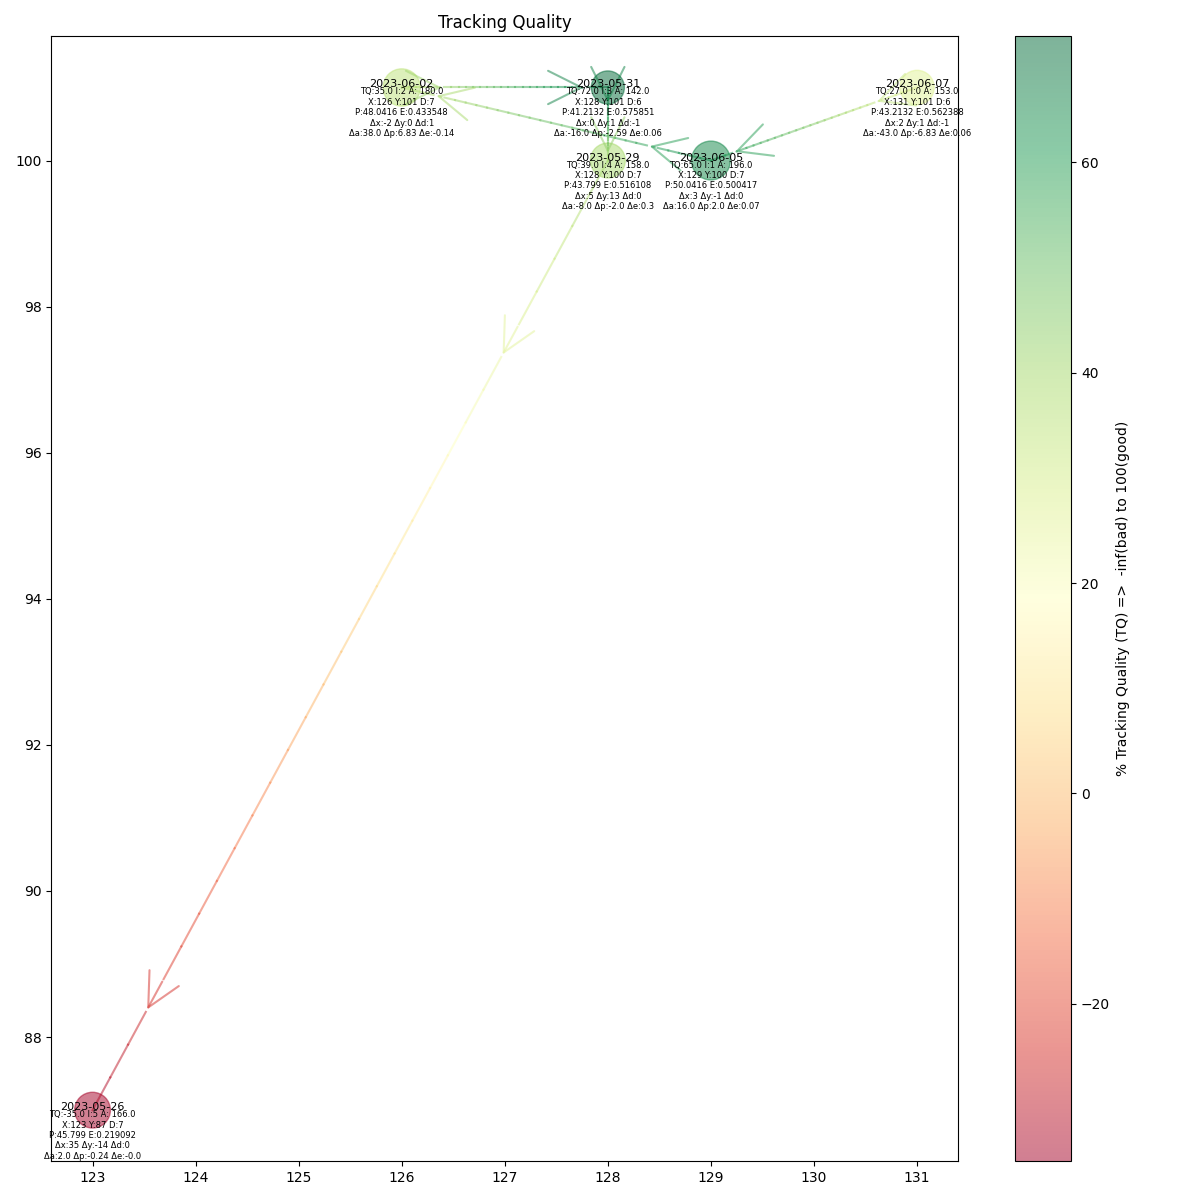 Tracking Quality
2023-06-02
TQ:35.0 I:2 A: 180.0
X:126 Y:101 D:7
P:48.0416 E:0.433548
Δx:-2 Δy:0 Δd:1
Δa:38.0 Δp:6.83 Δe:-0.14
2023-05-31
TQ:72.0 I:3 A: 142.0
X:128 Y:101 D:6
P:41.2132 E:0.575851
Δx:0 Δy:1 Δd:-1
Δa:-16.0 Δp:-2.59 Δe:0.06
2023-06-07
TQ:27.0 I:0 A: 153.0
X:131 Y:101 D:6
P:43.2132 E:0.562388
Δx:2 Δy:1 Δd:-1
Δa:-43.0 Δp:-6.83 Δe:0.06
2023-05-29
TQ:39.0 I:4 A: 158.0
X:128 Y:100 D:7
P:43.799 E:0.516108
Δx:5 Δy:13 Δd:0
Δa:-8.0 Δp:-2.0 Δe:0.3
2023-06-05
TQ:65.0 I:1 A: 196.0
X:129 Y:100 D:7
P:50.0416 E:0.500417
Δx:3 Δy:-1 Δd:0
Δa:16.0 Δp:2.0 Δe:0.07
2023-05-26
TQ:-35.0 I:5 A: 166.0
X:123 Y:87 D:7
P:45.799 E:0.219092
Δx:35 Δy:-14 Δd:0
Δa:2.0 Δp:-0.24 Δe:-0.0
100
98
96
94
92
90
88
123 124 125 126 127 128 129 130 131
60
40
20
0
−20
% Tracking Quality (TQ) => -inf(bad) to 100(good)